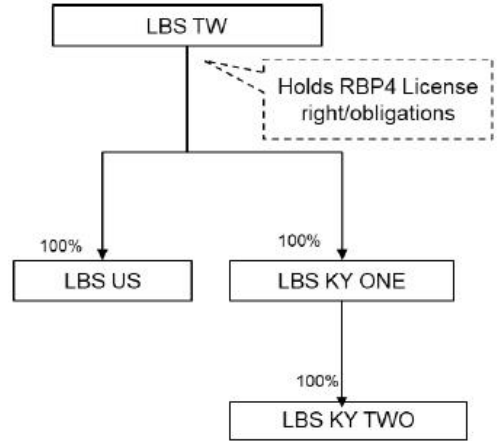 LBS TW
Holds RBP4 License
right/obligations
100%
100%
LBS US
LBS KY ONE
100%
LBS KY TWO